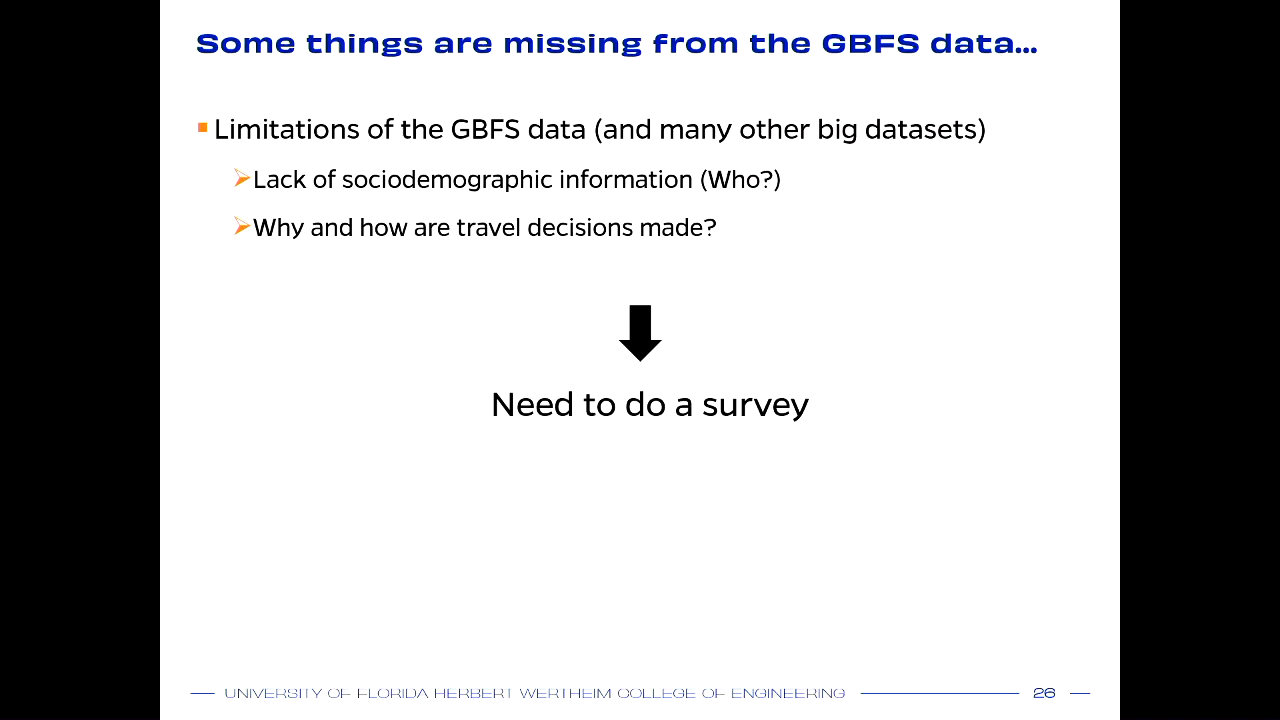 Some things are missing from the GBFS data...
Limitations of the GBFS data (and many other big datasets)
Lack of sociodemographic information (Who?)
Why and how are travel decisions made?
Need to do a survey
UNIVERSITY OF FLORIDA HERBERT WERTHEIM COLLEGE OF ENGINEERING 26